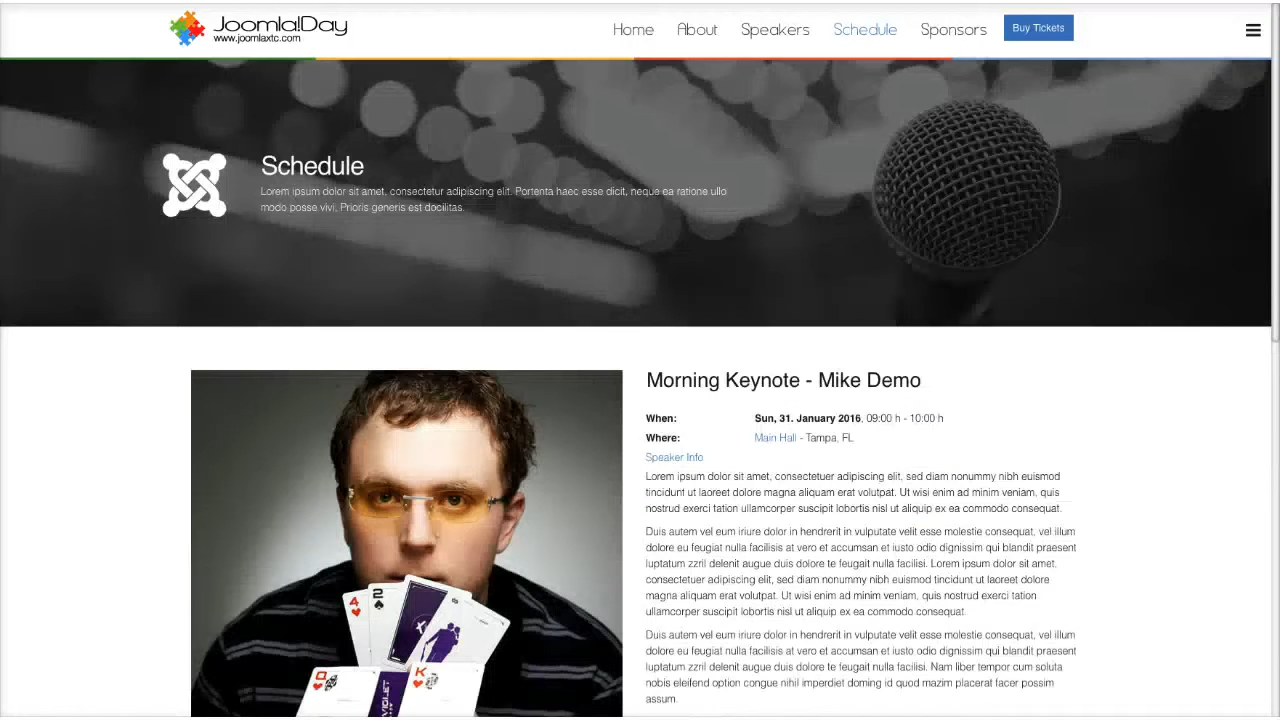 Joomla!Day
www.joomlaxtc.com
Home About Speakers Schedule Sponsors Buy Tickets
Schedule
Lorem ipsum dolor sit amet, consectetur adipiscing elit. Portenta haec esse dicit, neque ea ratione ullo
modo posse vivi; Prioris generis est docilitas.
Morning Keynote - Mike Demo
When: Sun, 31. January 2016, 09:00 h - 10:00 h
Where: Main Hall - Tampa, FL
Speaker Info
Lorem ipsum dolor sit amet, consectetuer adipiscing elit, sed diam nonummy nibh euismod
tincidunt ut laoreet dolore magna aliquam erat volutpat. Ut wisi enim ad minim veniam, quis
nostrud exerci tation ullamcorper suscipit lobortis nisl ut aliquip ex ea commodo consequat.
Duis autem vel eum iriure dolor in hendrerit in vulputate velit esse molestie consequat, vel illum
dolore eu feugiat nulla facilisis at vero et accumsan et iusto odio dignissim qui blandit praesent
luptatum zzril delenit augue duis dolore te feugait nulla facilisi. Lorem ipsum dolor sit amet,
consectetuer adipiscing elit, sed diam nonummy nibh euismod tincidunt ut laoreet dolore
magna aliquam erat volutpat. Ut wisi enim ad minim veniam, quis nostrud exerci tation
ullamcorper suscipit lobortis nisl ut aliquip ex ea commodo consequat.
Duis autem vel eum iriure dolor in hendrerit in vulputate velit esse molestie consequat, vel illum
dolore eu feugiat nulla facilisis at vero et accumsan et iusto odio dignissim qui blandit praesent
luptatum zzril delenit augue duis dolore te feugait nulla facilisi. Nam liber tempor cum soluta
nobis eleifend option congue nihil imperdiet doming id quod mazim placerat facer possim
assum.
4
2
Q
K
VIOLET